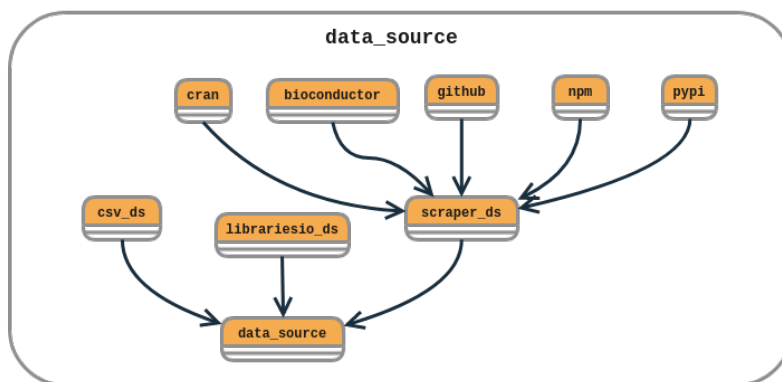 data_source
cran
bioconductor
github
npm
pypi
csv_ds
librariesio_ds
scraper_ds
data_source